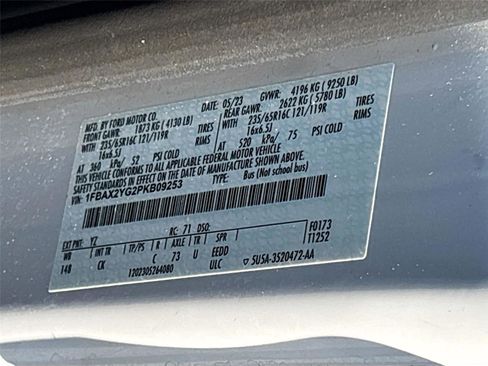 MFD. BY FORD MOTOR CO. DATE: 05/23 GVWR: 4196 KG (9250 LB)
FRONT GAWR: 1873 KG (4130 LB) REAR GAWR: 2622 KG (5780 LB)
WITH 235/65R16C 121/119R TIRES WITH 235/65R16C 121/119R TIRES
16x6.5J 16x6.5J
AT 360 kPa/ 52 PSI COLD AT 520 kPa/ 75 PSI COLD
THIS VEHICLE CONFORMS TO ALL APPLICABLE FEDERAL MOTOR VEHICLE
SAFETY STANDARDS IN EFFECT ON THE DATE OF MANUFACTURE SHOWN ABOVE.
VIN: 1FBAX2YG2PKB09253 TYPE: Bus (Not school bus)
F0173
T1252
EXT PNT: YZ RC: 71 DSO:
WB INT TR TP/PS R AXLE TR SPR
148 CK C 73 U EEDD
ULC
1202305264080 ▽ SU5A-3520472-AA